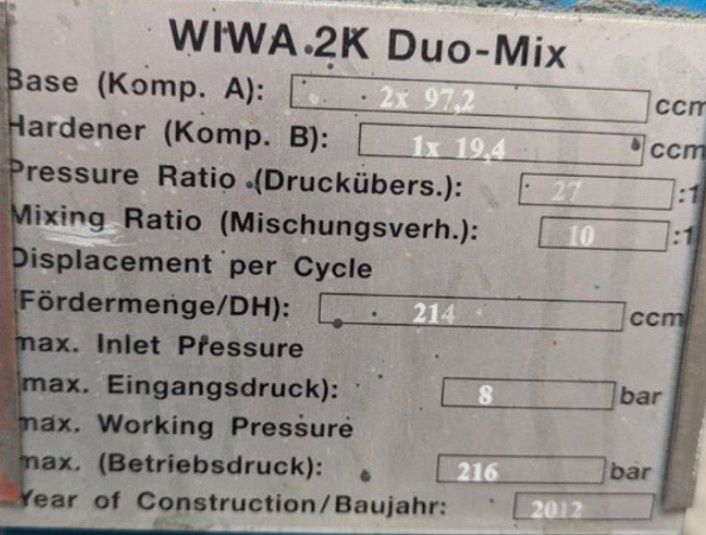 WIWA 2K Duo-Mix
Base (Komp. A): 2x 97,2 ccm
Hardener (Komp. B): 1x 19,4 ccm
Pressure Ratio (Druckübers.): 27 :1
Mixing Ratio (Mischungsverh.): 10 :1
Displacement per Cycle
(Fördermenge/DH): 214 ccm
max. Inlet Pressure
(max. Eingangsdruck): 8 bar
max. Working Pressure
max. (Betriebsdruck): 216 bar
Year of Construction/Baujahr: 2012